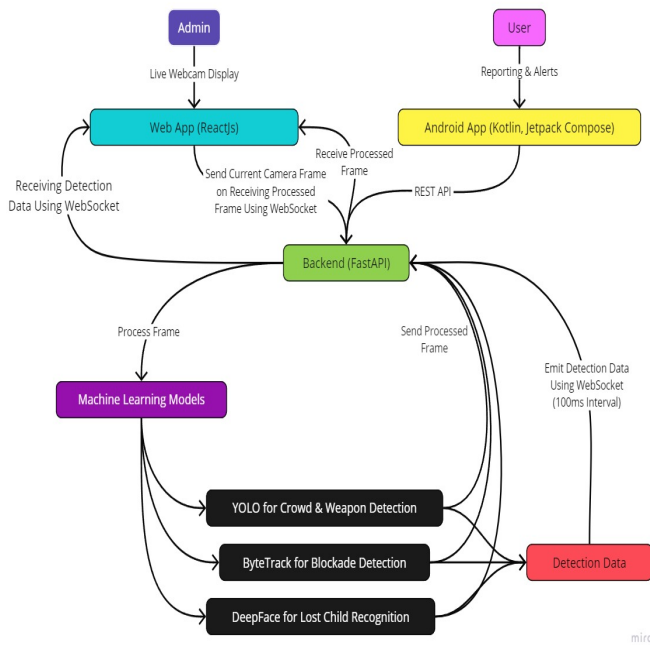 Admin
User
Live Webcam Display
Reporting & Alerts
Web App (ReactJs)
Android App (Kotlin, Jetpack Compose)
Receive Processed
Frame
Send Current Camera Frame
on Receiving Processed
Frame Using WebSocket
Receiving Detection
Data Using WebSocket
REST API
Backend (FastAPI)
Process Frame
Send Processed
Frame
Emit Detection Data
Using WebSocket
(100ms Interval)
Machine Learning Models
YOLO for Crowd & Weapon Detection
ByteTrack for Blockade Detection
Detection Data
DeepFace for Lost Child Recognition